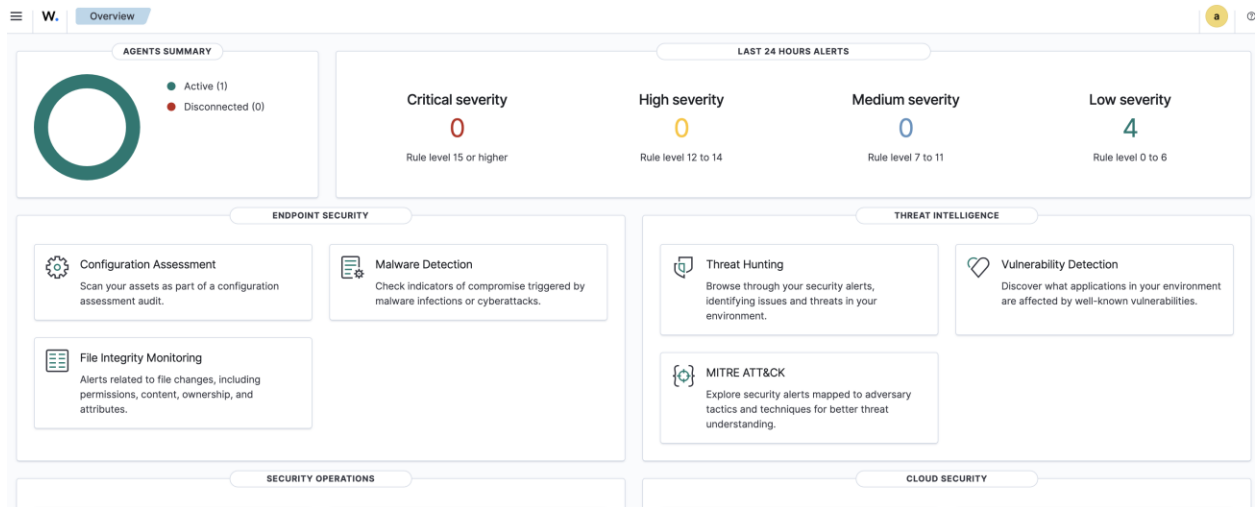 W. Overview a
AGENTS SUMMARY
Active (1)
Disconnected (0)
LAST 24 HOURS ALERTS
Critical severity
0
Rule level 15 or higher
High severity
0
Rule level 12 to 14
Medium severity
0
Rule level 7 to 11
Low severity
4
Rule level 0 to 6
ENDPOINT SECURITY
Configuration Assessment
Scan your assets as part of a configuration
assessment audit.
Malware Detection
Check indicators of compromise triggered by
malware infections or cyberattacks.
File Integrity Monitoring
Alerts related to file changes, including
permissions, content, ownership, and
attributes.
THREAT INTELLIGENCE
Threat Hunting
Browse through your security alerts,
identifying issues and threats in your
environment.
Vulnerability Detection
Discover what applications in your environment
are affected by well-known vulnerabilities.
MITRE ATT&CK
Explore security alerts mapped to adversary
tactics and techniques for better threat
understanding.
SECURITY OPERATIONS
CLOUD SECURITY